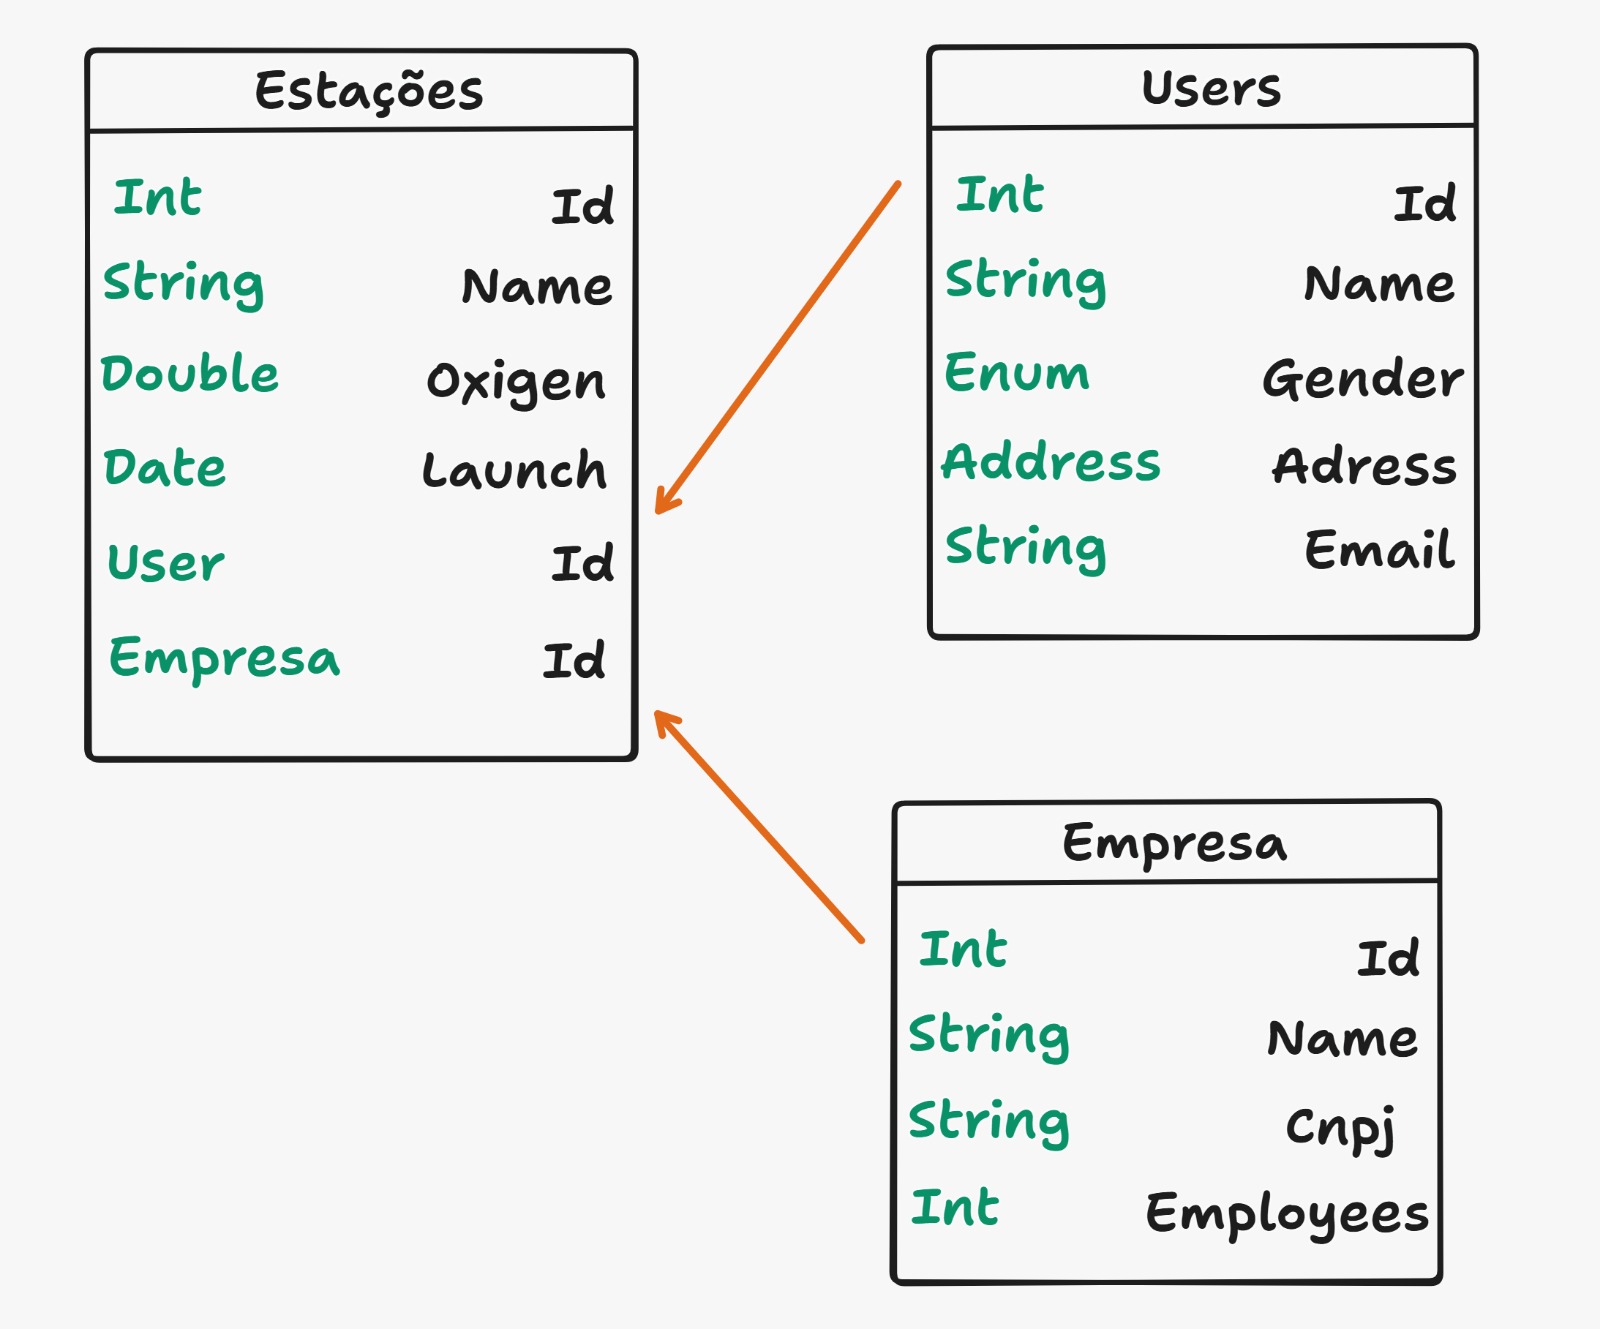 Estações
Int Id
String Name
Double Oxigen
Date Launch
User Id
Empresa Id
Users
Int Id
String Name
Enum Gender
Address Adress
String Email
Empresa
Int Id
String Name
String Cnpj
Int Employees